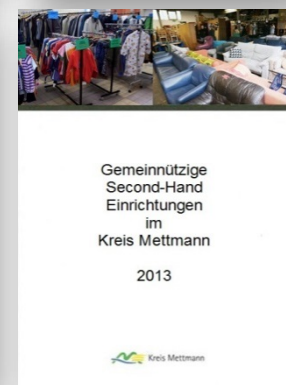 Gemeinnützige
Second-Hand
Einrichtungen
im
Kreis Mettmann
2013
Kreis Mettmann